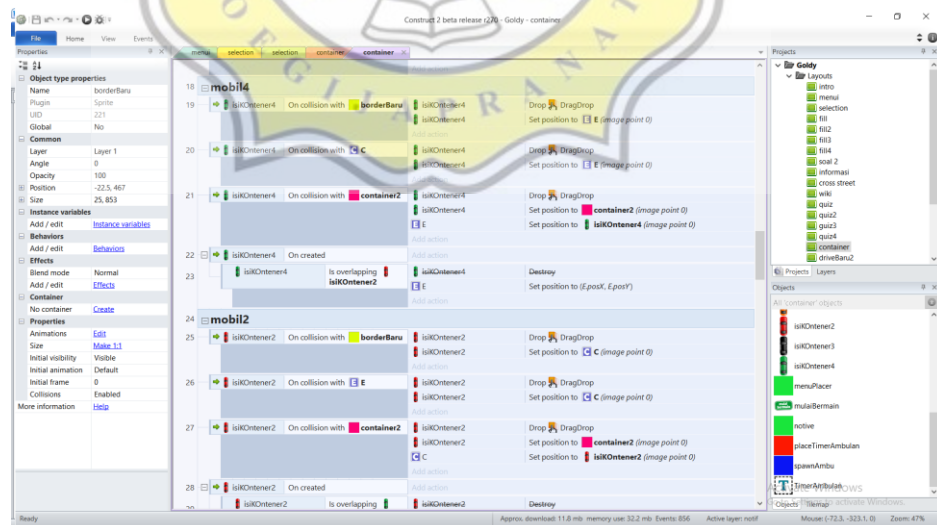 Construct 2 beta release r270 - Goldy - container
File Home View Events
Properties
Object type properties
Name borderBaru
Plugin Sprite
UID 221
Global No
Common
Layer Layer 1
Angle 0
Opacity 100
Position -22.5, 467
Size 25, 853
Instance variables
Add / edit Instance variables
Behaviors
Add / edit Behaviors
Effects
Blend mode Normal
Add / edit Effects
Container
No container Create
Properties
Animations Edit
Size Make 1:1
Initial visibility Visible
Initial animation Default
Initial frame 0
Collisions Enabled
More information Help
menui selection selection container container
Add action
18 mobil4
19 isiKOntener4 On collision with borderBaru isiKOntener4 Drop DragDrop
isiKOntener4 Set position to E (image point 0)
Add action
20 isiKOntener4 On collision with C isiKOntener4 Drop DragDrop
isiKOntener4 Set position to E (image point 0)
Add action
21 isiKOntener4 On collision with container2 isiKOntener4 Drop DragDrop
isiKOntener4 Set position to container2 (image point 0)
E Set position to isiKOntener4 (image point 0)
Add action
22 isiKOntener4 On created Add action
23 isiKOntener4 Is overlapping isiKOntener2 isiKOntener4 Destroy
E Set position to (E.posX, E.posY)
Add action
24 mobil2
25 isiKOntener2 On collision with borderBaru isiKOntener2 Drop DragDrop
isiKOntener2 Set position to C (image point 0)
Add action
26 isiKOntener2 On collision with E isiKOntener2 Drop DragDrop
isiKOntener2 Set position to C (image point 0)
Add action
27 isiKOntener2 On collision with container2 isiKOntener2 Drop DragDrop
isiKOntener2 Set position to container2 (image point 0)
C Set position to isiKOntener2 (image point 0)
Add action
28 isiKOntener2 On created Add action
29 isiKOntener2 Is overlapping isiKOntener2 Destroy
Projects
Goldy
Layouts
intro
menui
selection
fill
fill2
fill3
fill4
soal 2
informasi
cross street
wiki
quiz
quiz2
guiz3
quiz4
container
driveBaru2
Projects Layers
Objects
All 'container' objects
isiKOntener2
isiKOntener3
isiKOntener4
menuPlacer
mulaiBermain
notive
placeTimerAmbulan
spawnAmbu
TimerAmbulan
Objects Tilemap
Ready Approx. download: 11.8 mb memory use: 32.2 mb Events: 856 Active layer: notif Mouse: (-72.3, -323.1, 0) Zoom: 47%